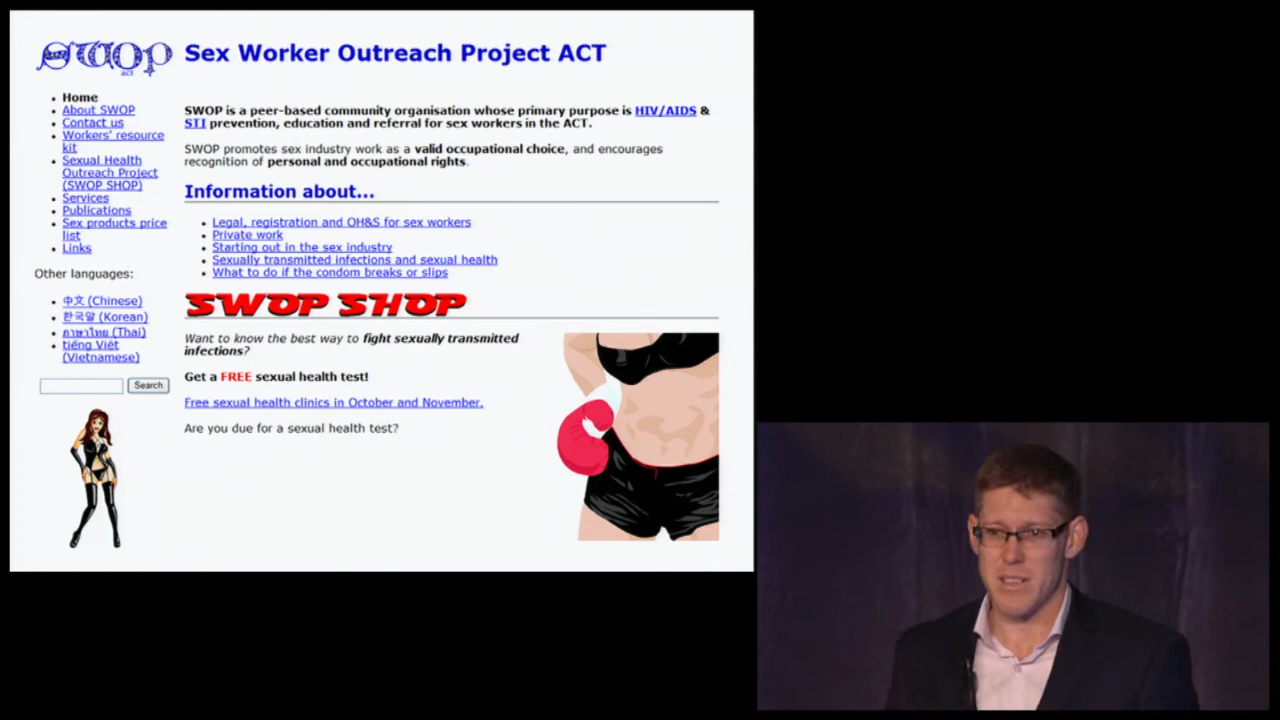 SWOP
act
Sex Worker Outreach Project ACT
Home
About SWOP
Contact us
Workers' resource
kit
Sexual Health
Outreach Project
(SWOP SHOP)
Services
Publications
Sex products price
list
Links
Other languages:
中文 (Chinese)
한국말 (Korean)
ภาษาไทย (Thai)
tiếng Việt
(Vietnamese)
Search
SWOP is a peer-based community organisation whose primary purpose is HIV/AIDS &
STI prevention, education and referral for sex workers in the ACT.
SWOP promotes sex industry work as a valid occupational choice, and encourages
recognition of personal and occupational rights.
Information about...
Legal, registration and OH&S for sex workers
Private work
Starting out in the sex industry
Sexually transmitted infections and sexual health
What to do if the condom breaks or slips
SWOP SHOP
Want to know the best way to fight sexually transmitted
infections?
Get a FREE sexual health test!
Free sexual health clinics in October and November.
Are you due for a sexual health test?